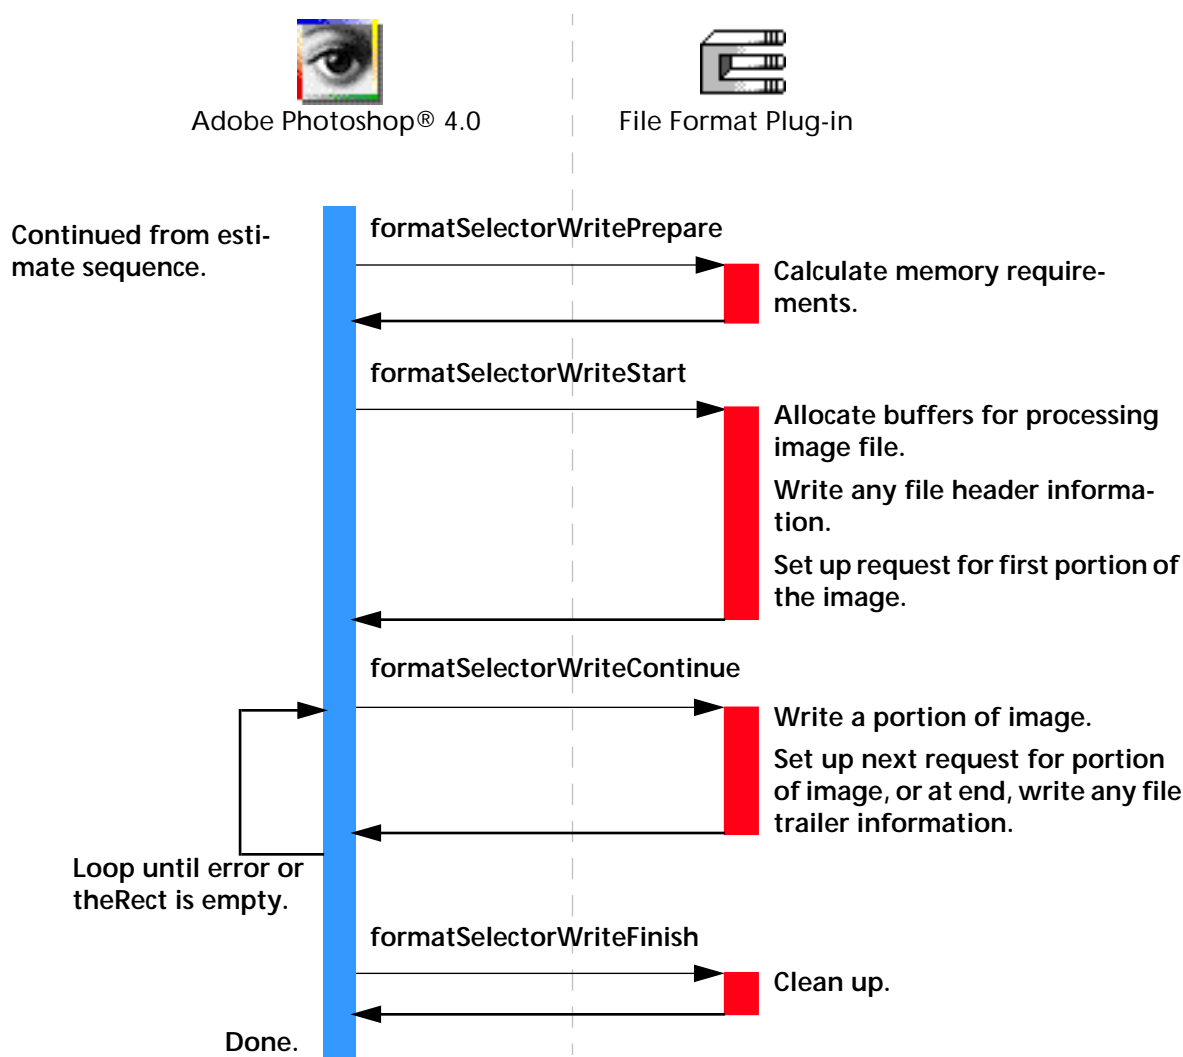 Adobe Photoshop® 4.0
File Format Plug-in
Continued from esti-
mate sequence.
formatSelectorWritePrepare
Calculate memory require-
ments.
formatSelectorWriteStart
Allocate buffers for processing
image file.
Write any file header informa-
tion.
Set up request for first portion of
the image.
formatSelectorWriteContinue
Write a portion of image.
Set up next request for portion
of image, or at end, write any file
trailer information.
Loop until error or
theRect is empty.
formatSelectorWriteFinish
Clean up.
Done.